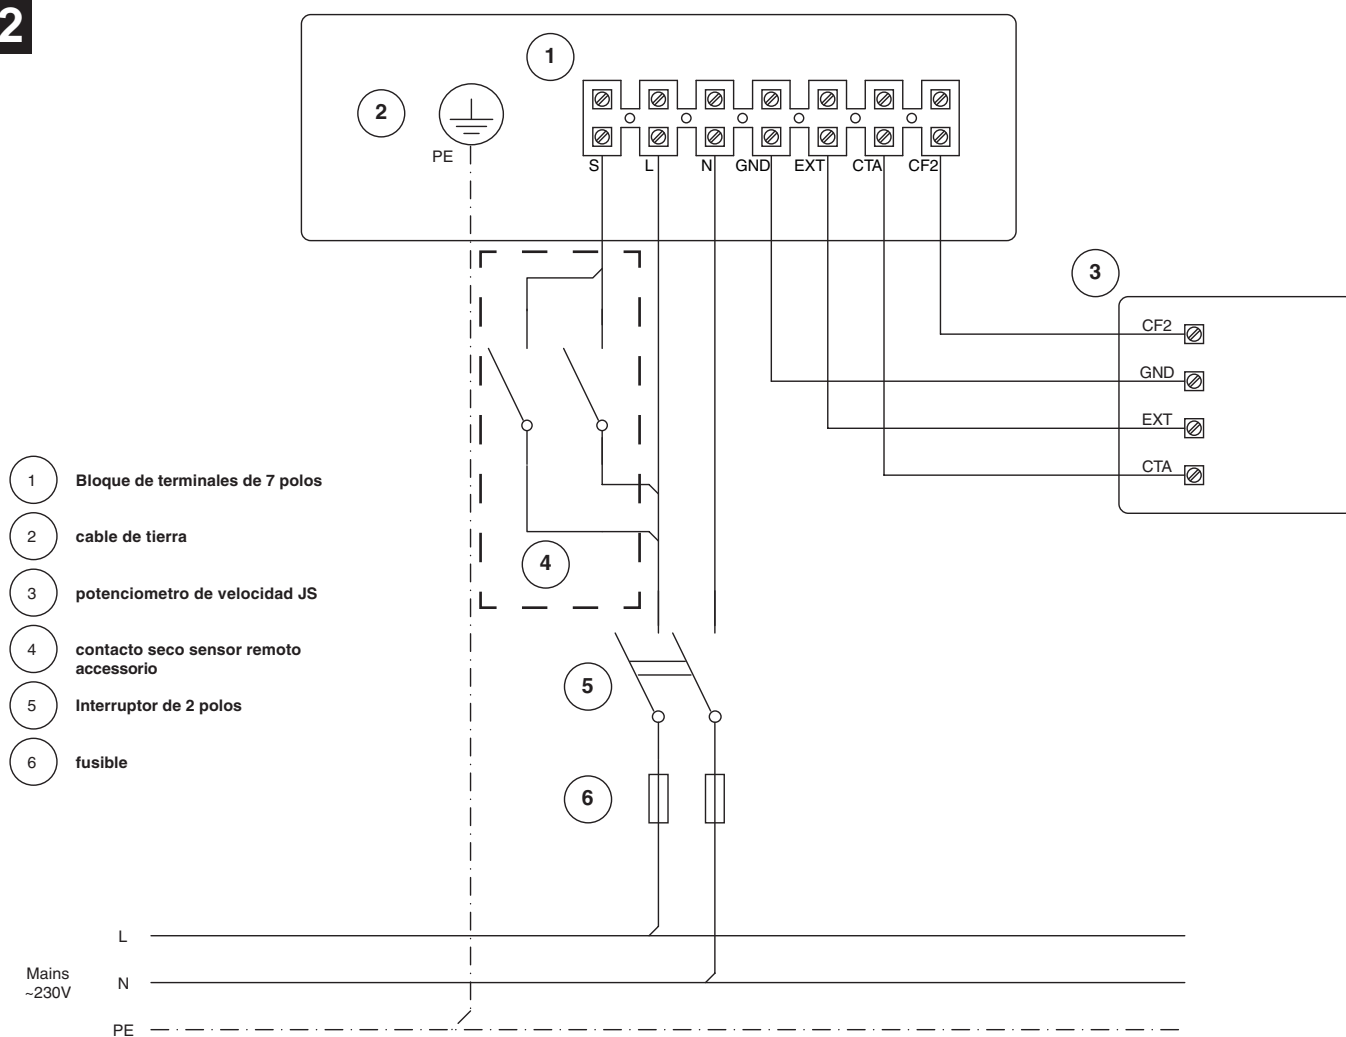 2
1
2
PE
S L N GND EXT CTA CF2
3
CF2
GND
EXT
CTA
4
1 Bloque de terminales de 7 polos
2 cable de tierra
3 potenciometro de velocidad JS
4 contacto seco sensor remoto
accessorio
5 Interruptor de 2 polos
6 fusible
5
6
L
Mains
~230V
N
PE